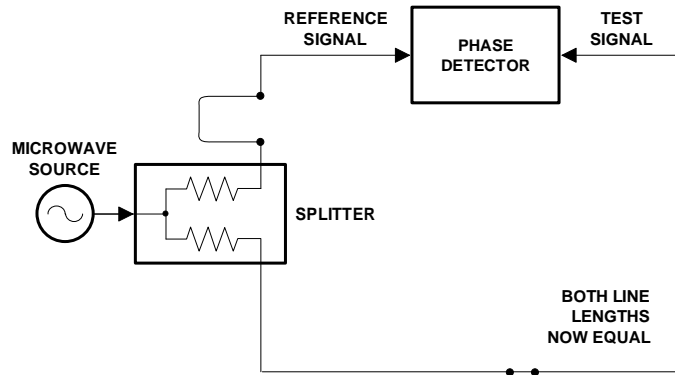 REFERENCE
SIGNAL
PHASE
DETECTOR
TEST
SIGNAL
MICROWAVE
SOURCE
SPLITTER
BOTH LINE
LENGTHS
NOW EQUAL